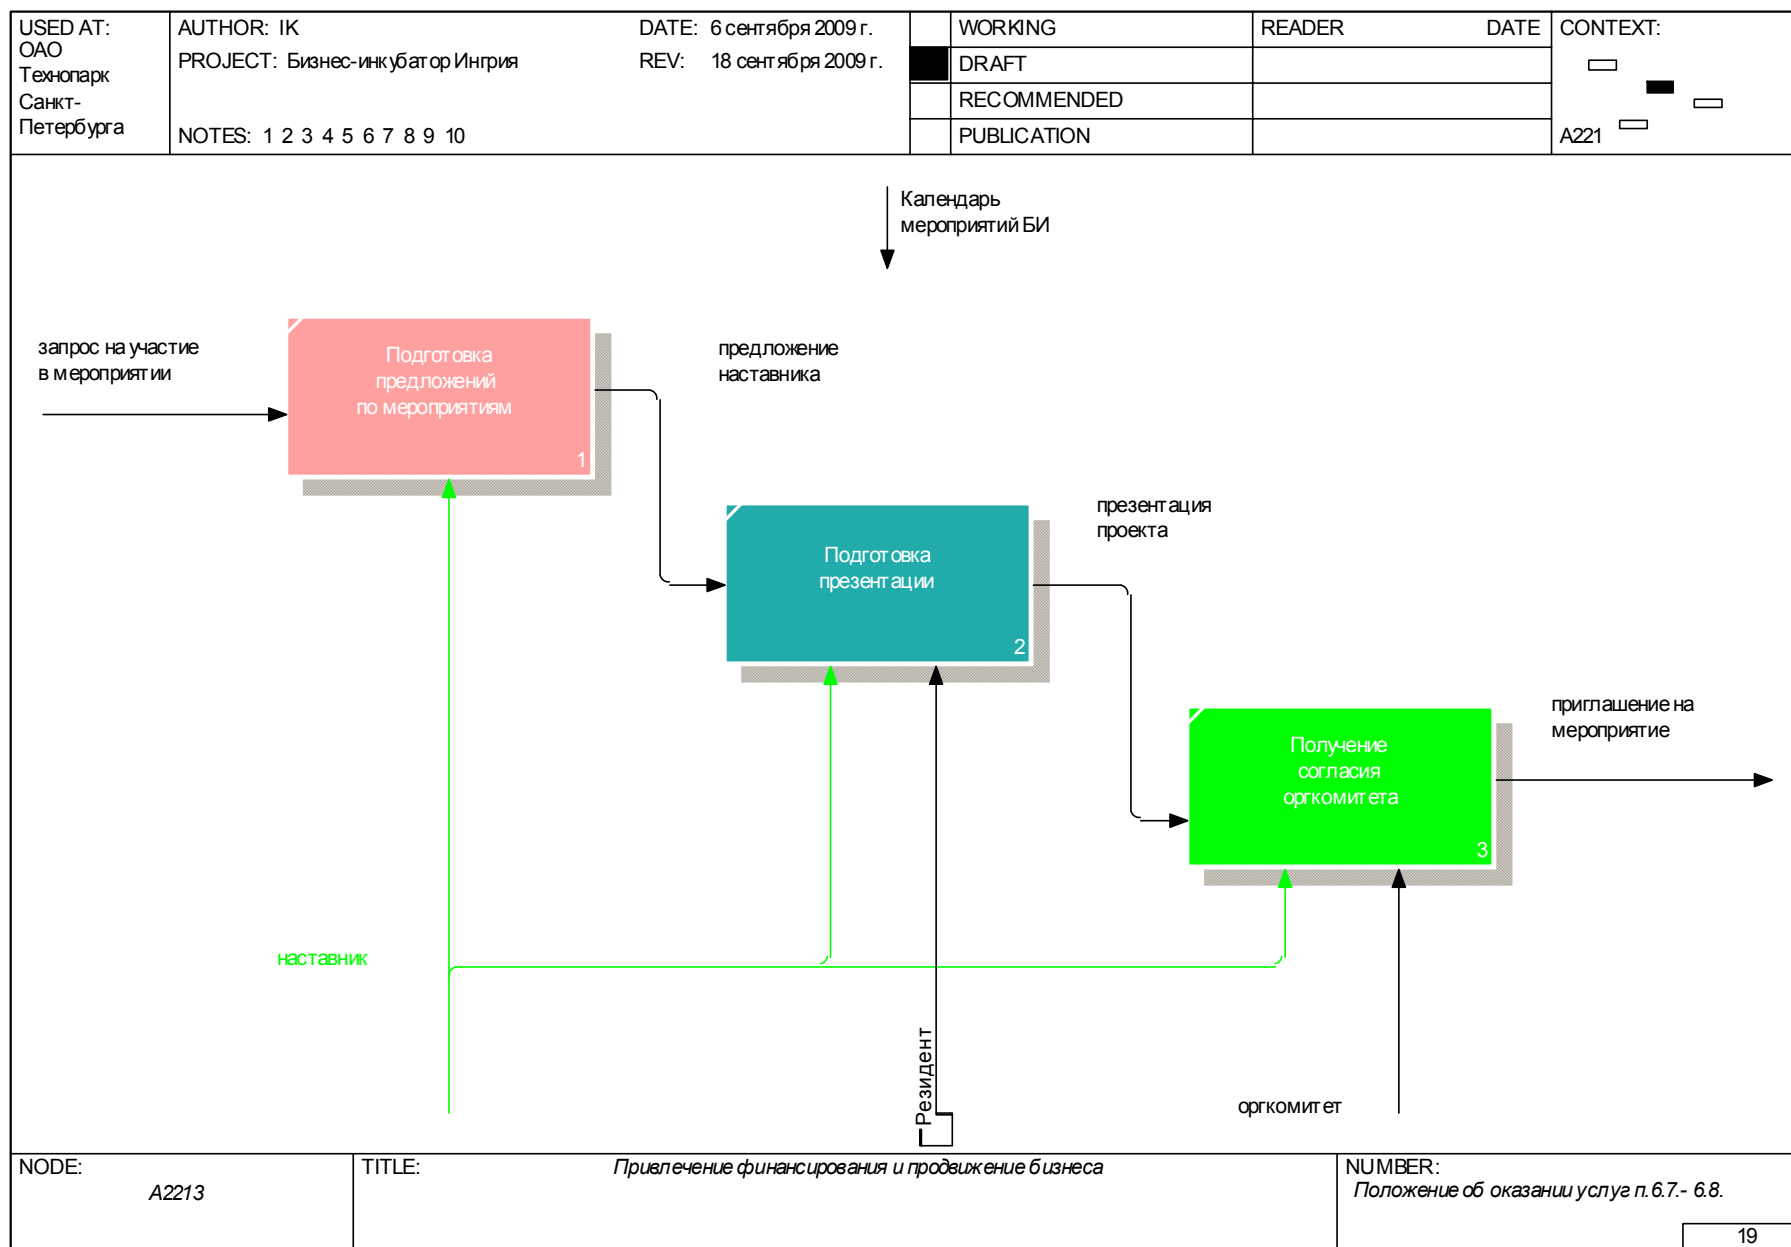 USED AT:
ОАО
Технопарк
Санкт-
Петербурга
AUTHOR: IK
DATE: 6 сентября 2009 г.
PROJECT: Бизнес-инкубатор Ингрия
REV: 18 сентября 2009 г.
NOTES: 1 2 3 4 5 6 7 8 9 10
WORKING
DRAFT
RECOMMENDED
PUBLICATION
READER DATE
CONTEXT:
A221
Календарь
мероприятий БИ
запрос на участие
в мероприятии
Подготовка
предложений
по мероприятиям
1
предложение
наставника
Подготовка
презентации
2
презентация
проекта
Получение
согласия
оргкомитета
3
приглашение на
мероприятие
наставник
Резидент
оргкомитет
NODE:
A2213
TITLE:
Привлечение финансирования и продвижение бизнеса
NUMBER:
Положение об оказании услуг п.6.7.- 6.8.
19